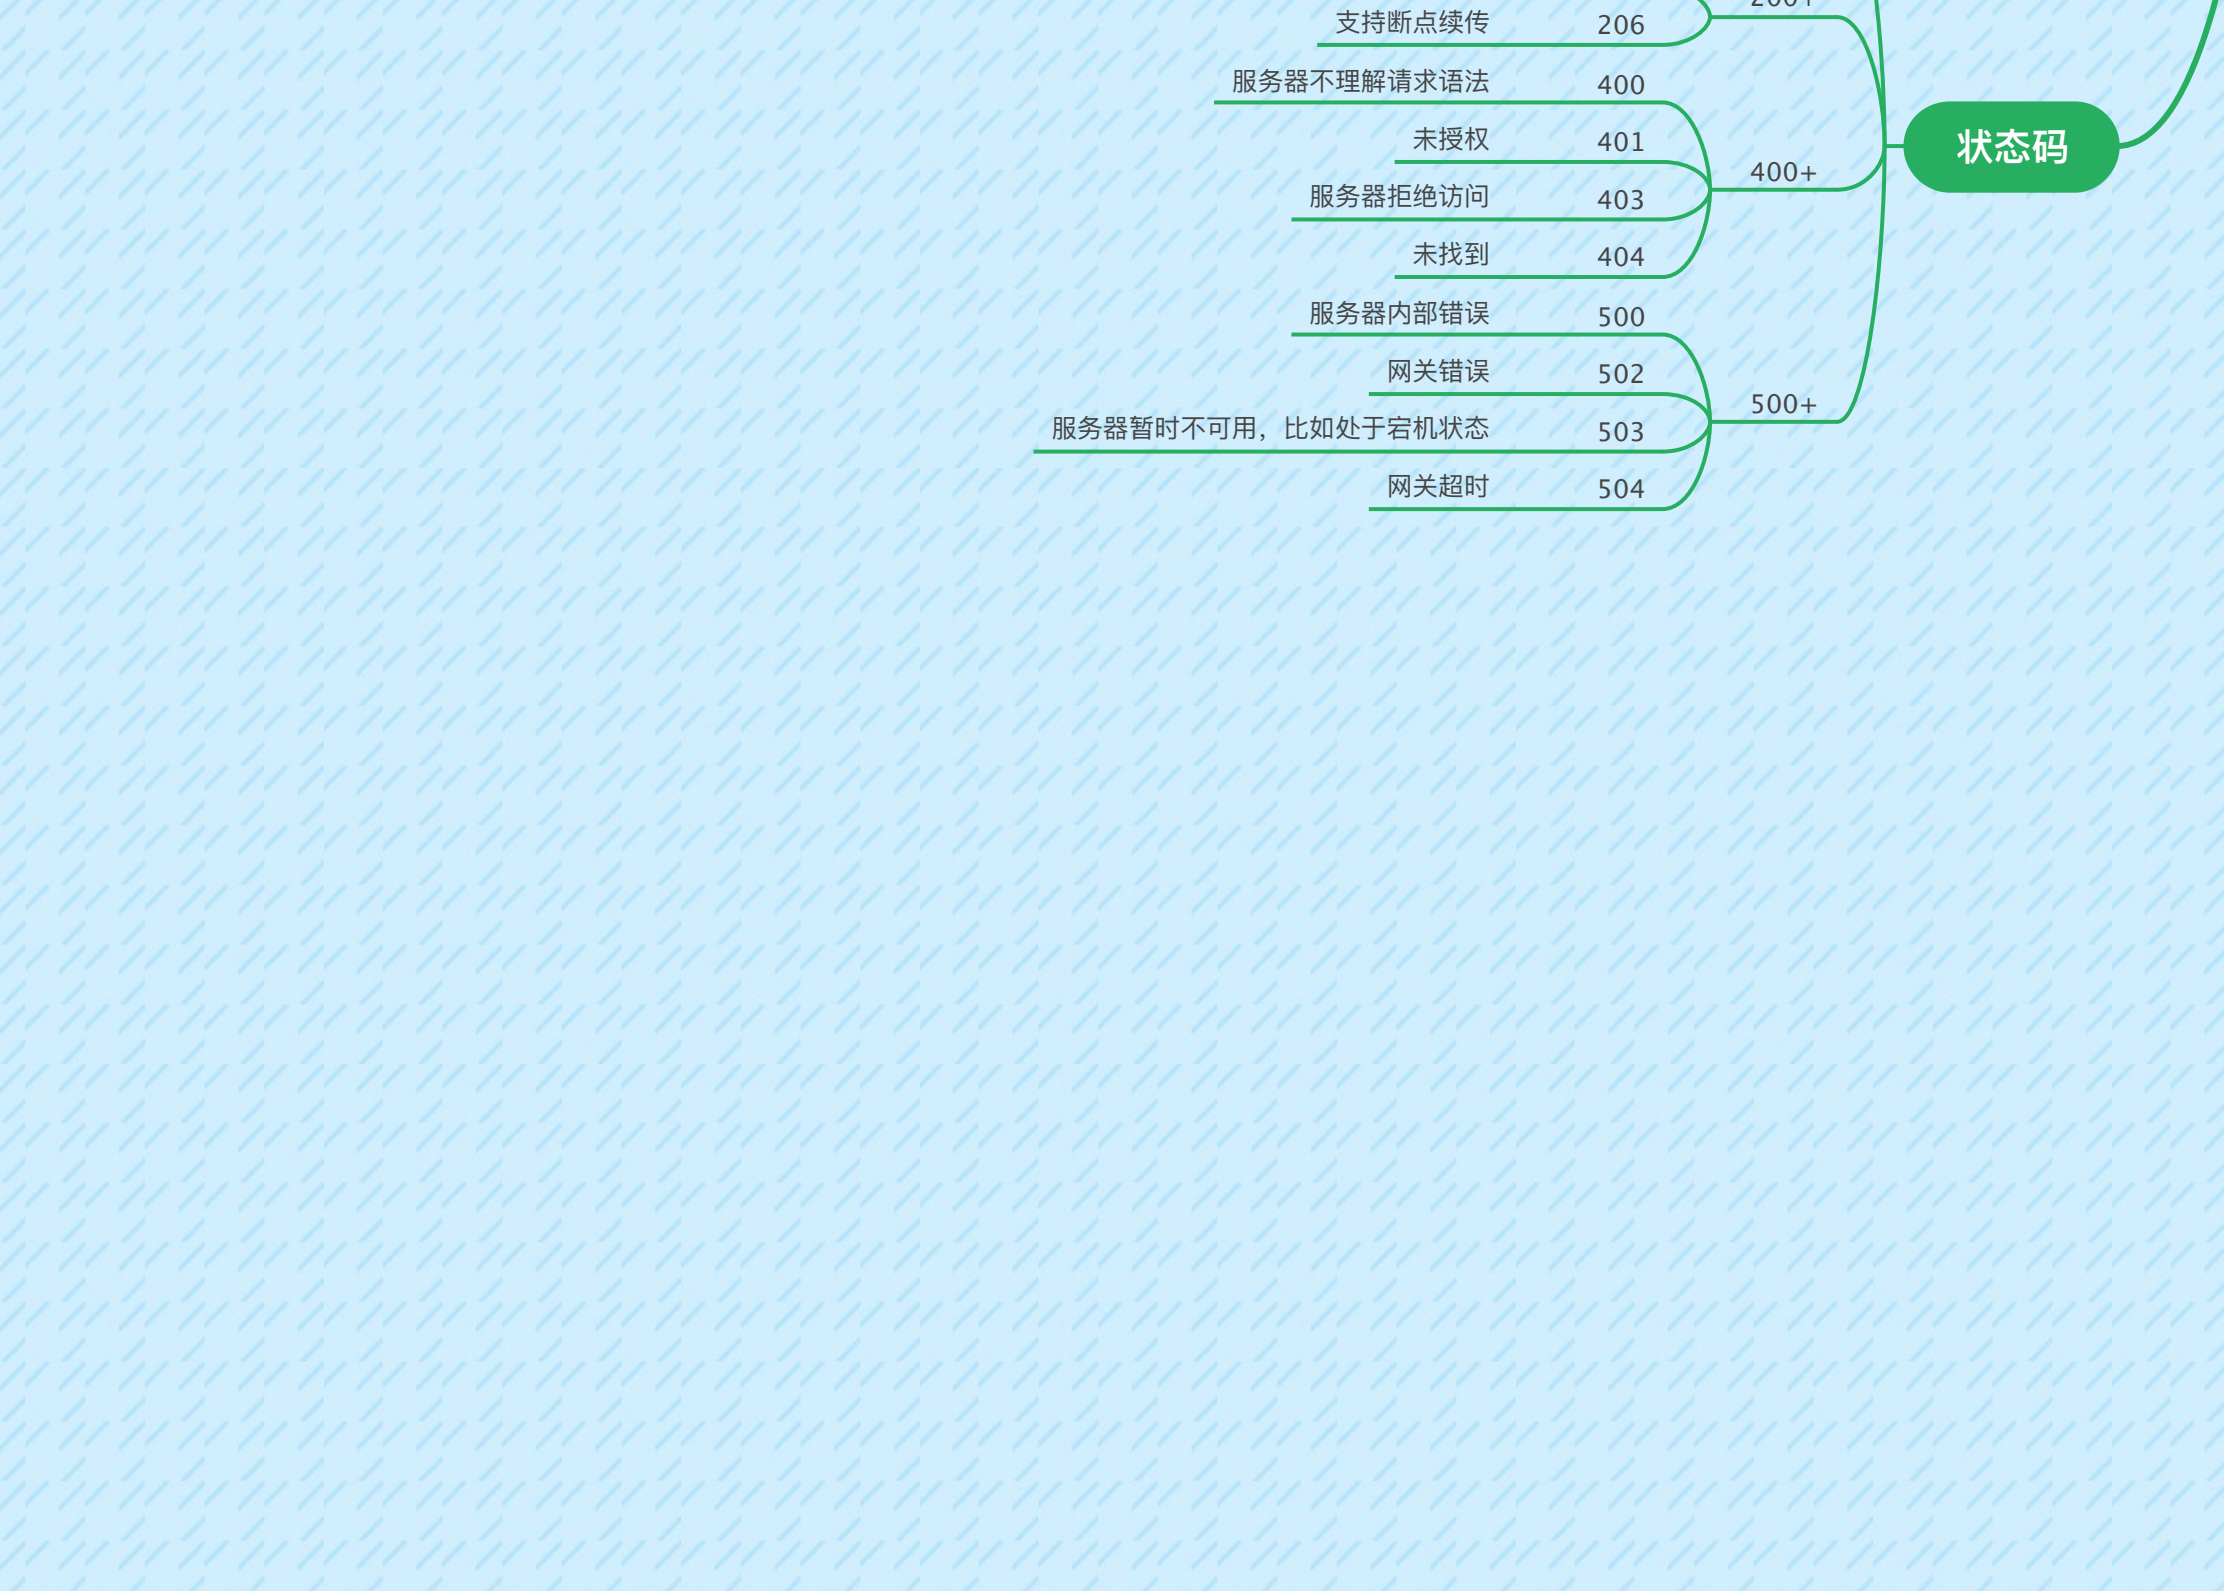 支持断点续传 206
服务器不理解请求语法 400
未授权 401
状态码
400+
服务器拒绝访问 403
未找到 404
服务器内部错误 500
网关错误 502
500+
服务器暂时不可用，比如处于宕机状态 503
网关超时 504